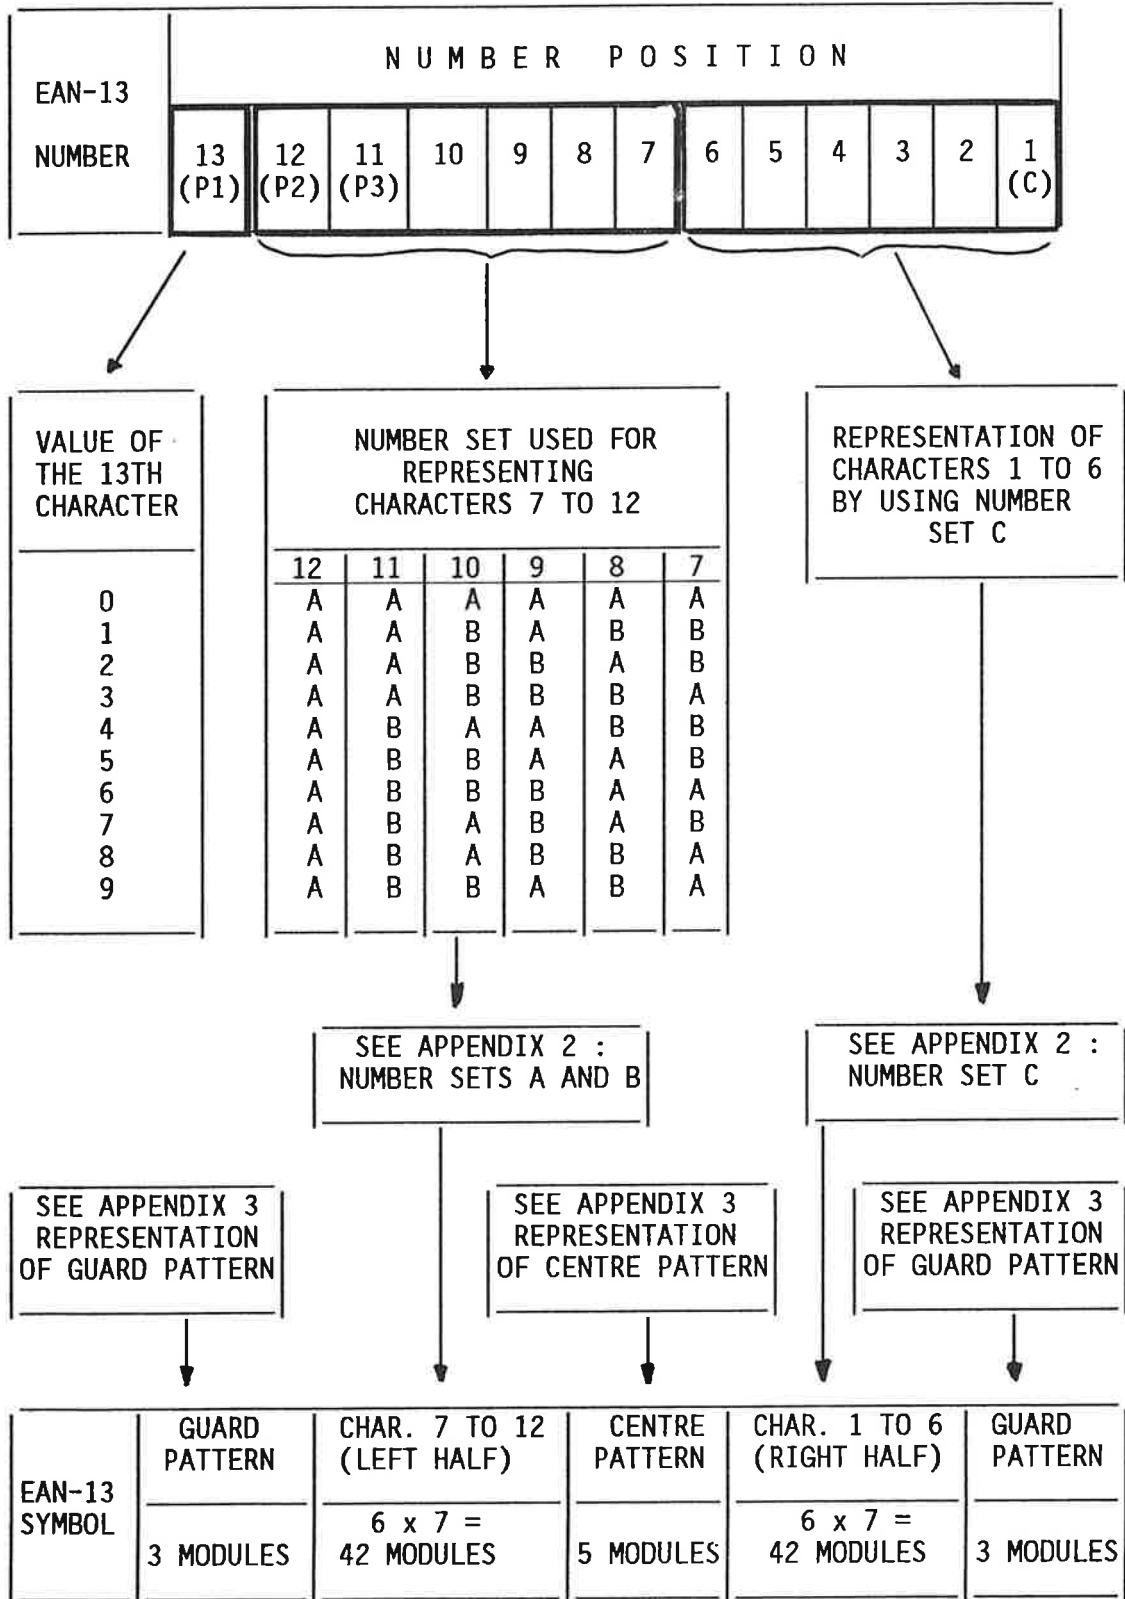 NUMBER POSITION
EAN-13
NUMBER
13 12 11 10 9 8 7 6 5 4 3 2 1
(P1) (P2) (P3) (C)
VALUE OF
THE 13TH
CHARACTER
0
1
2
3
4
5
6
7
8
9
NUMBER SET USED FOR
REPRESENTING
CHARACTERS 7 TO 12
12 11 10 9 8 7
A A A A A A
A A B A B B
A A B B A B
A A B B B A
A B A A B B
A B B A A B
A B B B A A
A B A B A B
A B A B B A
A B B A B A
REPRESENTATION OF
CHARACTERS 1 TO 6
BY USING NUMBER
SET C
SEE APPENDIX 2 :
NUMBER SETS A AND B
SEE APPENDIX 2 :
NUMBER SET C
SEE APPENDIX 3
REPRESENTATION
OF GUARD PATTERN
SEE APPENDIX 3
REPRESENTATION
OF CENTRE PATTERN
SEE APPENDIX 3
REPRESENTATION
OF GUARD PATTERN
EAN-13
SYMBOL
GUARD
PATTERN
3 MODULES
CHAR. 7 TO 12
(LEFT HALF)
6 x 7 =
42 MODULES
CENTRE
PATTERN
5 MODULES
CHAR. 1 TO 6
(RIGHT HALF)
6 x 7 =
42 MODULES
GUARD
PATTERN
3 MODULES